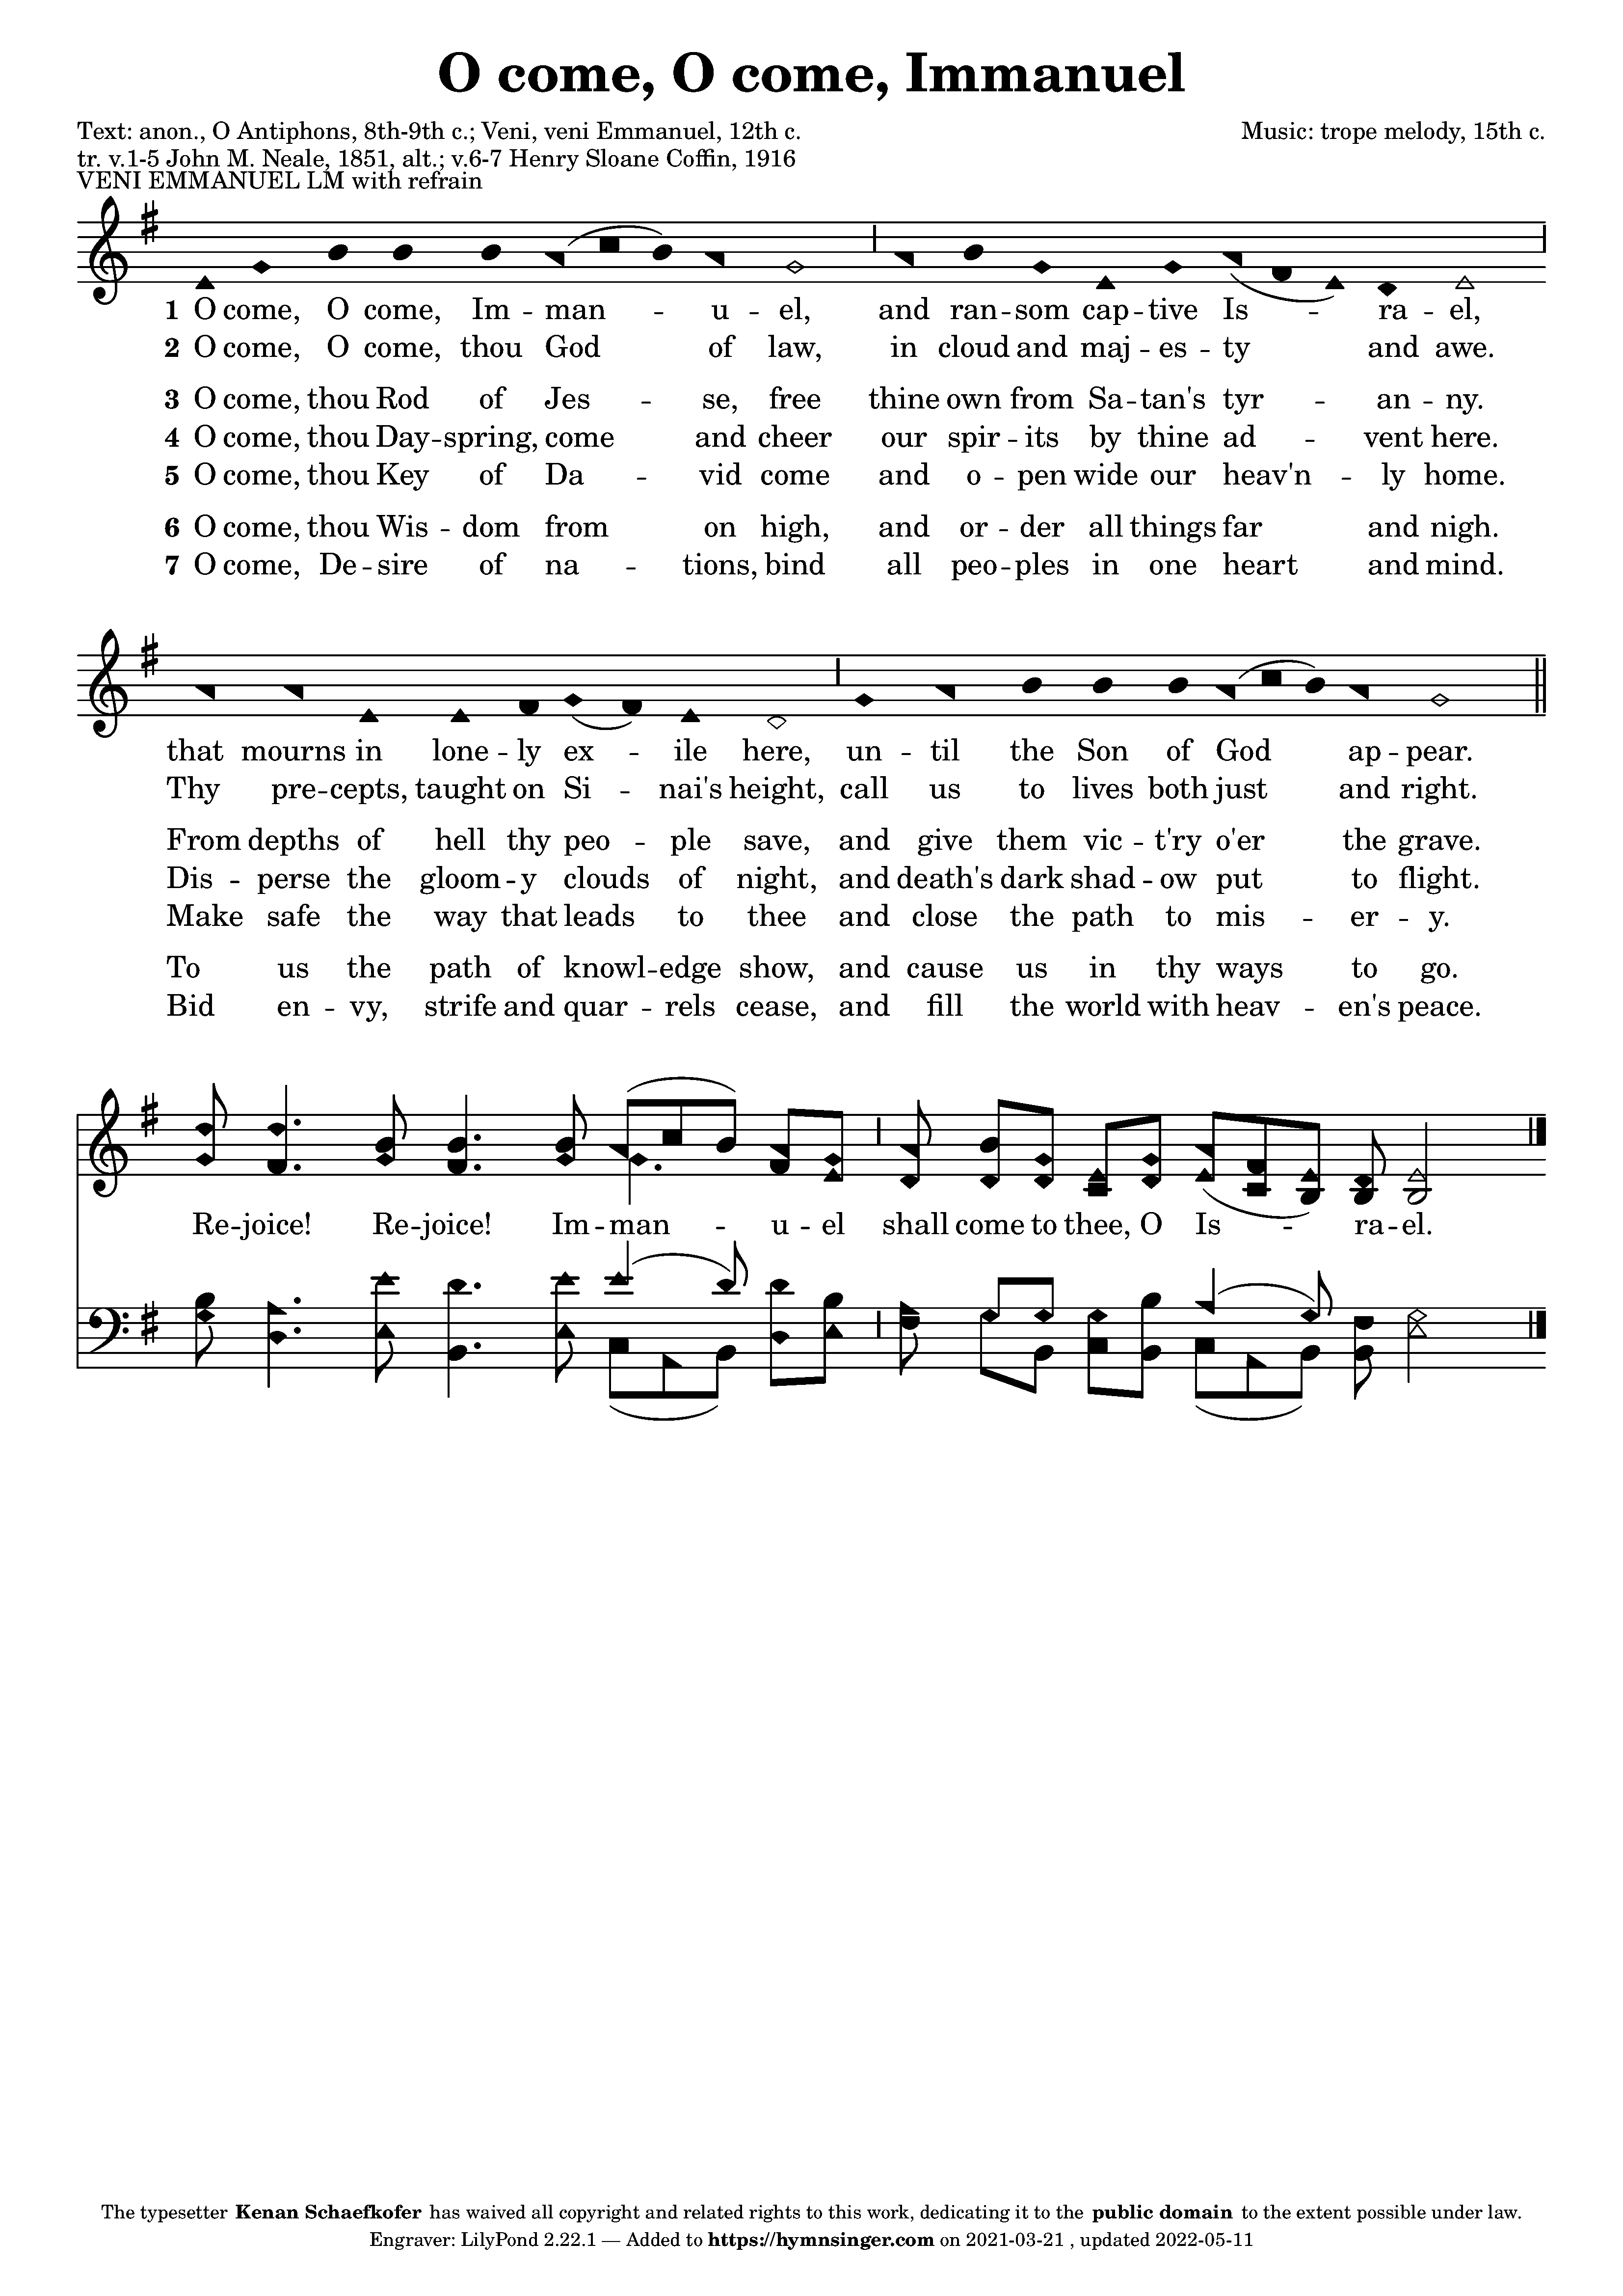 O come, O come, Immanuel
Text: anon., O Antiphons, 8th-9th c.; Veni, veni Emmanuel, 12th c.
Music: trope melody, 15th c.
tr. v.1-5 John M. Neale, 1851, alt.; v.6-7 Henry Sloane Coffin, 1916
VENI EMMANUEL LM with refrain
1 O come, O come, Im - man - u - el, and ran - som cap - tive Is - ra - el,
2 O come, O come, thou God of law, in cloud and maj - es - ty and awe.
3 O come, thou Rod of Jes - se, free thine own from Sa - tan's tyr - an - ny.
4 O come, thou Day - spring, come and cheer our spir - its by thine ad - vent here.
5 O come, thou Key of Da - vid come and o - pen wide our heav'n - ly home.
6 O come, thou Wis - dom from on high, and or - der all things far and nigh.
7 O come, De - sire of na - tions, bind all peo - ples in one heart and mind.
that mourns in lone - ly ex - ile here, un - til the Son of God ap - pear.
Thy pre - cepts, taught on Si - nai's height, call us to lives both just and right.
From depths of hell thy peo - ple save, and give them vic - t'ry o'er the grave.
Dis - perse the gloom - y clouds of night, and death's dark shad - ow put to flight.
Make safe the way that leads to thee and close the path to mis - er - y.
To us the path of knowl - edge show, and cause us in thy ways to go.
Bid en - vy, strife and quar - rels cease, and fill the world with heav - en's peace.
Re - joice! Re - joice! Im - man - u - el shall come to thee, O Is - ra - el.
The typesetter Kenan Schaefkofer has waived all copyright and related rights to this work, dedicating it to the public domain to the extent possible under law.
Engraver: LilyPond 2.22.1 — Added to https://hymnsinger.com on 2021-03-21 , updated 2022-05-11